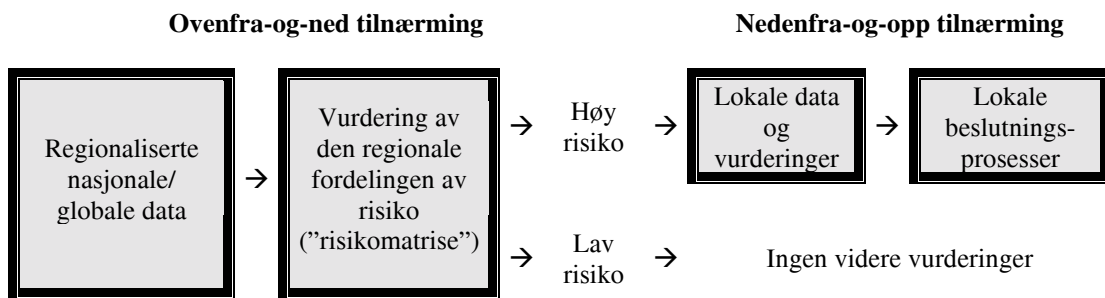 Ovenfra-og-ned tilnærming
Nedenfra-og-opp tilnærming
Regionaliserte
nasjonale/
globale data
→
Vurdering av
den regionale
fordelingen av
risiko
(”risikomatrise”)
→
Høy
risiko
→
Lokale data
og
vurderinger
→
Lokale
beslutnings-
prosesser
→
Lav
risiko
→
Ingen videre vurderinger